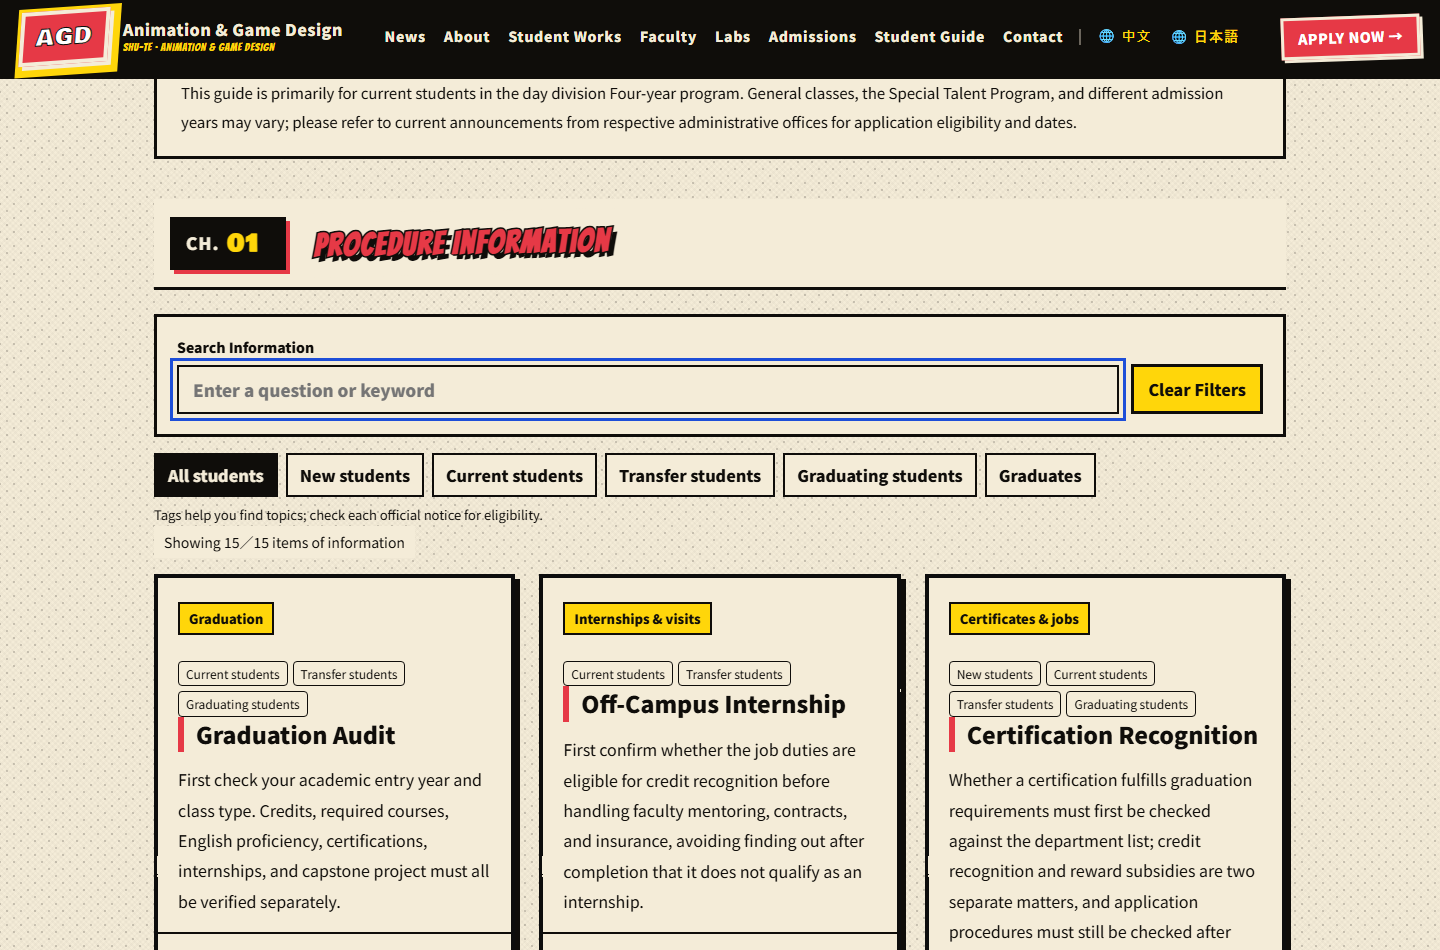 AGD
Animation & Game Design
SHU-TE · ANIMATION & GAME DESIGN
News About Student Works Faculty Labs Admissions Student Guide Contact | 中文 日本語
APPLY NOW →
This guide is primarily for current students in the day division Four-year program. General classes, the Special Talent Program, and different admission
years may vary; please refer to current announcements from respective administrative offices for application eligibility and dates.
CH. 01 PROCEDURE INFORMATION
Search Information
Enter a question or keyword
Clear Filters
All students New students Current students Transfer students Graduating students Graduates
Tags help you find topics; check each official notice for eligibility.
Showing 15／15 items of information
Graduation
Current students Transfer students
Graduating students
Graduation Audit
First check your academic entry year and
class type. Credits, required courses,
English proficiency, certifications,
internships, and capstone project must all
be verified separately.
Internships & visits
Current students Transfer students
Off-Campus Internship
First confirm whether the job duties are
eligible for credit recognition before
handling faculty mentoring, contracts,
and insurance, avoiding finding out after
completion that it does not qualify as an
internship.
Certificates & jobs
New students Current students
Transfer students Graduating students
Certification Recognition
Whether a certification fulfills graduation
requirements must first be checked
against the department list; credit
recognition and reward subsidies are two
separate matters, and application
procedures must still be checked after